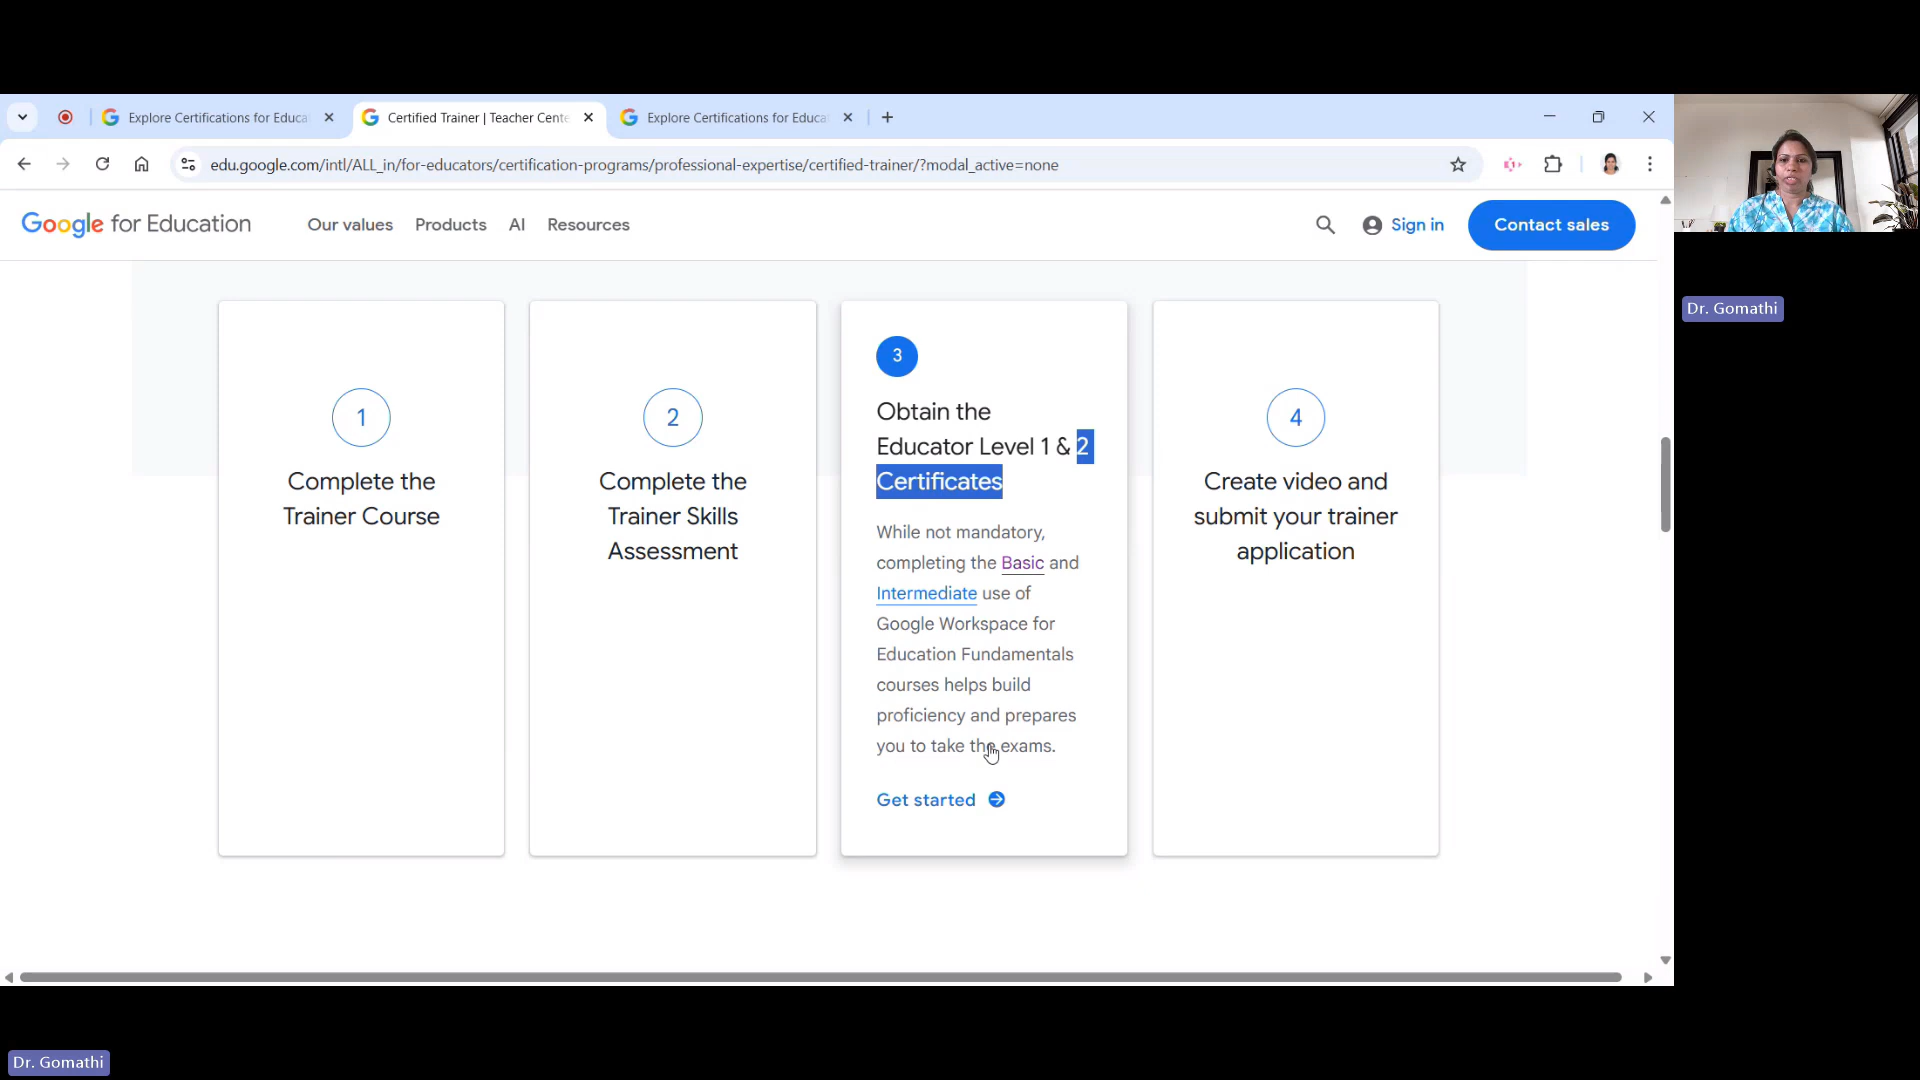 Explore Certifications for Educa
Certified Trainer | Teacher Cente
Explore Certifications for Educa
edu.google.com/intl/ALL_in/for-educators/certification-programs/professional-expertise/certified-trainer/?modal_active=none
Google for Education
Our values
Products
AI
Resources
Sign in
Contact sales
1
Complete the
Trainer Course
2
Complete the
Trainer Skills
Assessment
3
Obtain the
Educator Level 1 & 2
Certificates
While not mandatory,
completing the Basic and
Intermediate use of
Google Workspace for
Education Fundamentals
courses helps build
proficiency and prepares
you to take the exams.
Get started
4
Create video and
submit your trainer
application
Dr. Gomathi
Dr. Gomathi